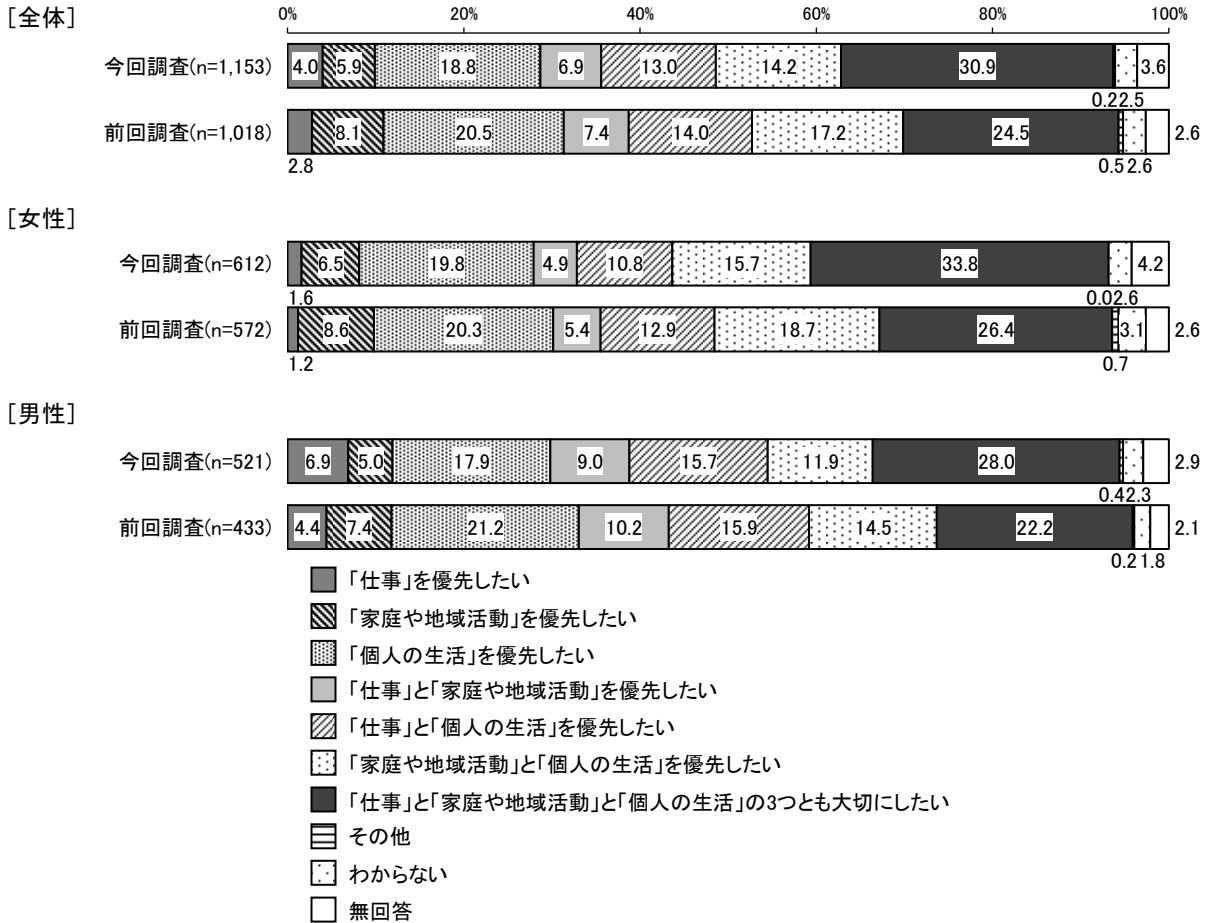 [全体]
0% 20% 40% 60% 80% 100%
今回調査(n=1,153) 4.0 5.9 18.8 6.9 13.0 14.2 30.9 3.6
0.2 2.5
前回調査(n=1,018) 8.1 20.5 7.4 14.0 17.2 24.5 2.6
2.8 0.5 2.6
[女性]
今回調査(n=612) 6.5 19.8 4.9 10.8 15.7 33.8 4.2
1.6 0.0 2.6
前回調査(n=572) 8.6 20.3 5.4 12.9 18.7 26.4 3.1 2.6
1.2 0.7
[男性]
今回調査(n=521) 6.9 5.0 17.9 9.0 15.7 11.9 28.0 2.9
0.4 2.3
前回調査(n=433) 4.4 7.4 21.2 10.2 15.9 14.5 22.2 2.1
0.2 1.8
「仕事」を優先したい
「家庭や地域活動」を優先したい
「個人の生活」を優先したい
「仕事」と「家庭や地域活動」を優先したい
「仕事」と「個人の生活」を優先したい
「家庭や地域活動」と「個人の生活」を優先したい
「仕事」と「家庭や地域活動」と「個人の生活」の3つとも大切にしたい
その他
わからない
無回答